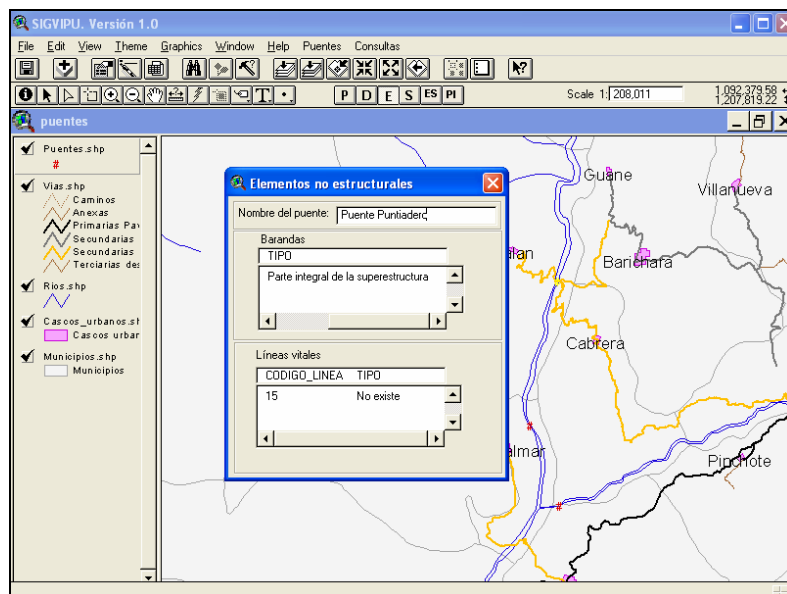 SIGVIPU. Versión 1.0
File Edit View Theme Graphics Window Help Puentes Consultas
P D E S ES PI
Scale 1: 208,011
1,092,379.58
1,207,819.22
puentes
Puentes.shp
Vias.shp
Caminos
Anexas
Primarias Pav
Secundarias
Secundarias
Terciarias des
Rios.shp
Cascos_urbanos.sh
Cascos urbar
Municipios.shp
Municipios
Elementos no estructurales
Nombre del puente: Puente Puntiadero
Barandas
TIPO
Parte integral de la superestructura
Líneas vitales
CODIGO_LINEA TIPO
15 No existe
Guane
Villanueva
lan
Barichara
Cabrera
lmar
Pinchote